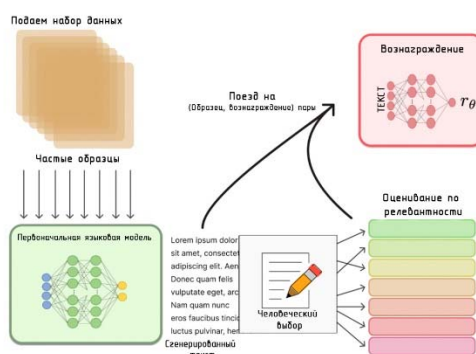 Подаем набор данных
Частые образцы
Первоначальная языковая модель
Поезд на
(Образец, вознаграждение) пары
Вознаграждение
ТЕКСТ
rθ
Оценивание по
релевантности
Lorem ipsum dolor
sit amet, consectet
adipiscing elit. Aen
Donec quam felis
vulputate eget, arc
Nam quam nunc
eros faucibus tincid
luctus pulvinar, her
Сгенерированный
текст
Человеческий
выбор